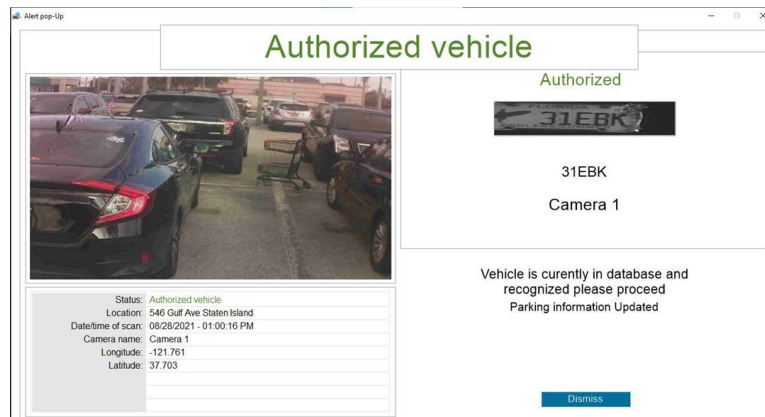 Alert pop-Up
Authorized vehicle
Authorized
FLORIDA
31EBK
31EBK
Camera 1
Vehicle is curently in database and
recognized please proceed
Parking information Updated
Status: Authorized vehicle
Location: 546 Gulf Ave Staten Island
Date/time of scan: 08/28/2021 - 01:00:16 PM
Camera name: Camera 1
Longitude: -121.761
Latitude: 37.703
Dismiss